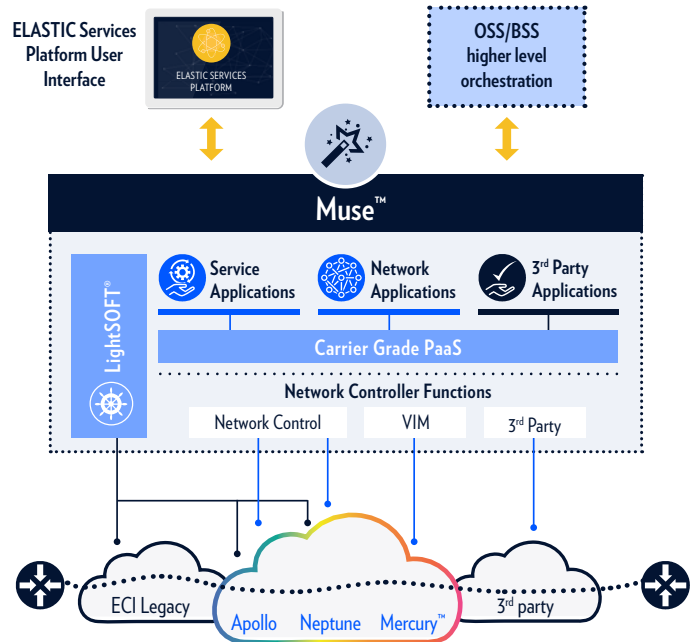 ELASTIC Services
Platform User
Interface
ELASTIC SERVICES
PLATFORM
OSS/BSS
higher level
orchestration
Muse™
LightSOFT®
Service
Applications
Network
Applications
3rd Party
Applications
Carrier Grade PaaS
Network Controller Functions
Network Control
VIM
3rd Party
ECI Legacy
Apollo
Neptune
Mercury™
3rd party